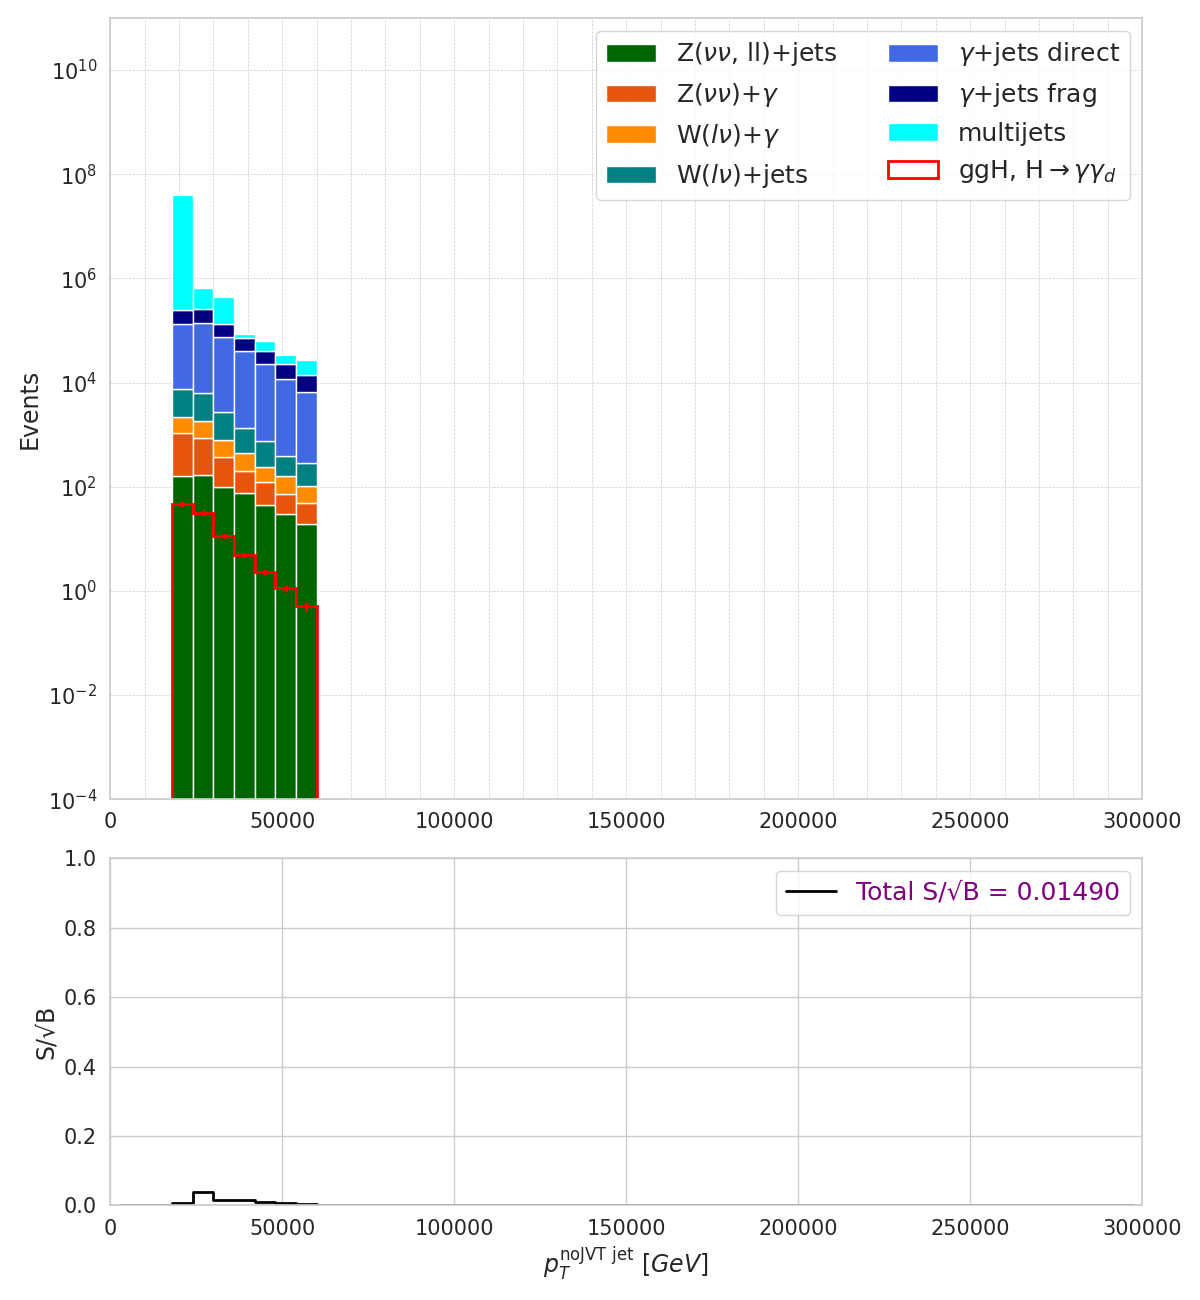 Z(νν, ll)+jets
Z(νν)+γ
W(lν)+γ
W(lν)+jets
γ+jets direct
γ+jets frag
multijets
ggH, H→γγ_d
Events
10^10
10^8
10^6
10^4
10^2
10^0
10^−2
10^−4
0 50000 100000 150000 200000 250000 300000
Total S/√B = 0.01490
S/√B
1.0
0.8
0.6
0.4
0.2
0.0
0 50000 100000 150000 200000 250000 300000
p_T^noJVT jet [GeV]